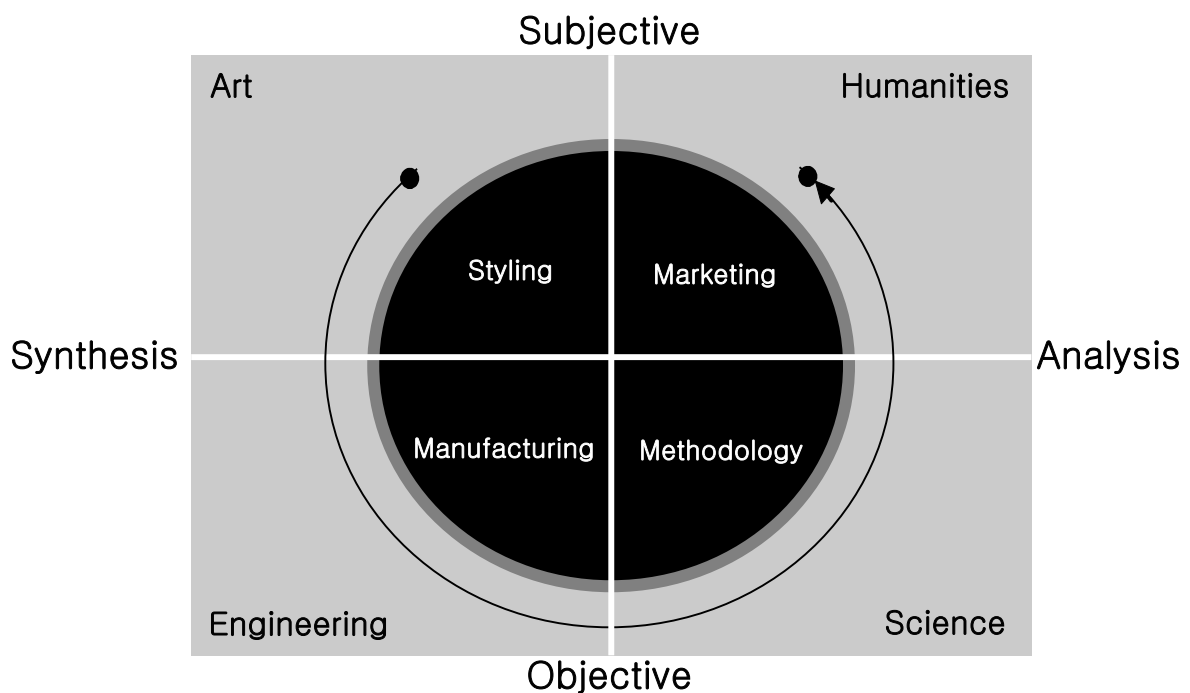 Subjective
Art
Humanities
Styling
Marketing
Synthesis
Analysis
Manufacturing
Methodology
Engineering
Science
Objective